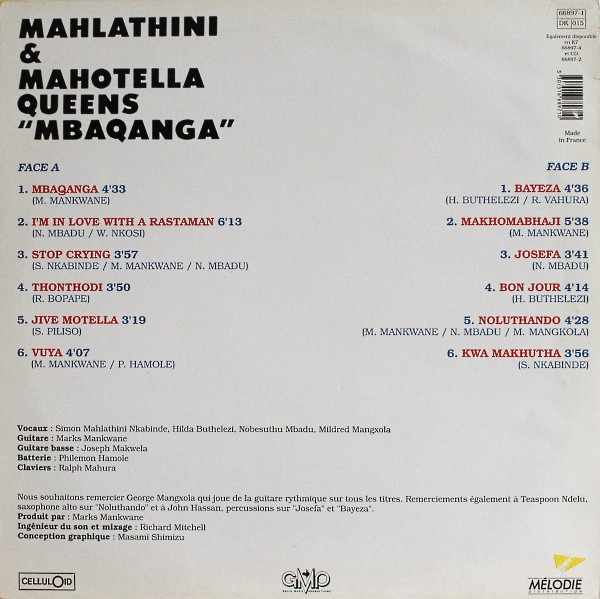 MAHLATHINI
&
MAHOTELLA
QUEENS
"MBAQANGA"
66897-1
DK 015
Egalement disponible
en K7
66897-4
et CD
66897-2
Made
in France
FACE A
1. MBAQANGA 4'33
(M. MANKWANE)
2. I'M IN LOVE WITH A RASTAMAN 6'13
(N. MBADU / W. NKOSI)
3. STOP CRYING 3'57
(S. NKABINDE / M. MANKWANE / N. MBADU)
4. THONTHODI 3'50
(R. BOPAPE)
5. JIVE MOTELLA 3'19
(S. PILISO)
6. VUYA 4'07
(M. MANKWANE / P. HAMOLE)
FACE B
1. BAYEZA 4'36
(H. BUTHELEZI / R. VAHURA)
2. MAKHOMABHAJI 5'38
(M. MANKWANE)
3. JOSEFA 3'41
(N. MBADU)
4. BON JOUR 4'14
(H. BUTHELEZI)
5. NOLUTHANDO 4'28
(M. MANKWANE / N. MBADU / M. MANGKOLA)
6. KWA MAKHUTHA 3'56
(S. NKABINDE)
Vocaux : Simon Mahlathini Nkabinde, Hilda Buthelezi, Nobesuthu Mbadu, Mildred Mangxola
Guitare : Marks Mankwane
Guitare basse : Joseph Makwela
Batterie : Philemon Hamole
Claviers : Ralph Mahura
Nous souhaitons remercier George Mangxola qui joue de la guitare rythmique sur tous les titres. Remerciements également à Teaspoon Ndelu,
saxophone alto sur "Noluthando" et à John Hassan, percussions sur "Josefa" et "Bayeza".
Produit par : Marks Mankwane
Ingénieur du son et mixage : Richard Mitchell
Conception graphique : Masami Shimizu
CELLULOID
GMP
GALLO MUSIC PRODUCTIONS
MÉLODIE
DISTRIBUTION